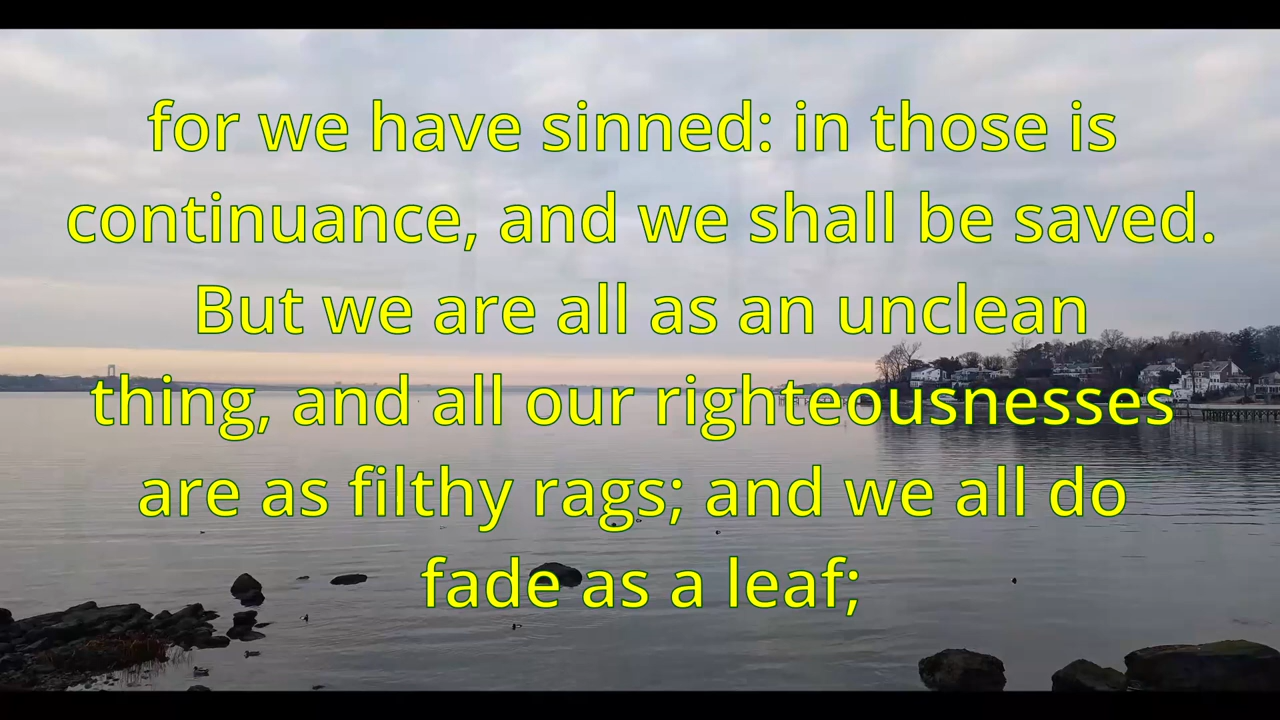 for we have sinned: in those is
continuance, and we shall be saved.
But we are all as an unclean
thing, and all our righteousnesses
are as filthy rags; and we all do
fade as a leaf;